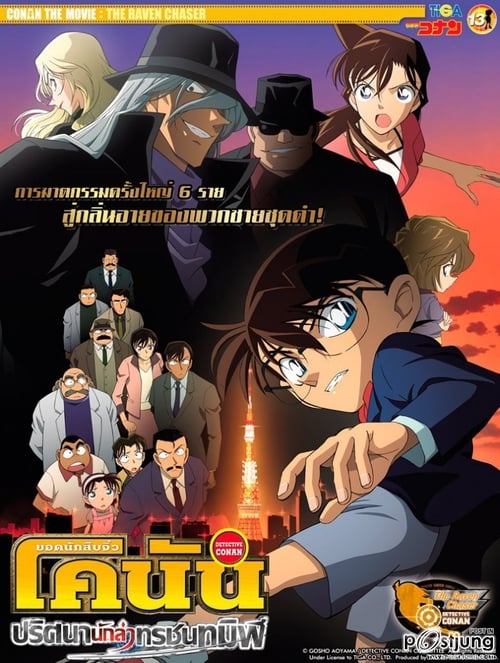 CONAN THE MOVIE : THE RAVEN CHASER
TIGA
名探偵コナン
13
การฆาตกรรมครั้งใหญ่ 6 ราย
สู่กลิ่นอายของพวกชายชุดดำ!
ยอดนักสืบจิ๋ว
DETECTIVE CONAN
โคนัน
ปริศนานักล่าทรชนทมิฬ
The Raven Chaser
DETECTIVE CONAN
POST IN
Postjung
© GOSHO AOYAMA / DETECTIVE CONAN COMMITTEE
Under License to TIGA CO., LTD. Produced by